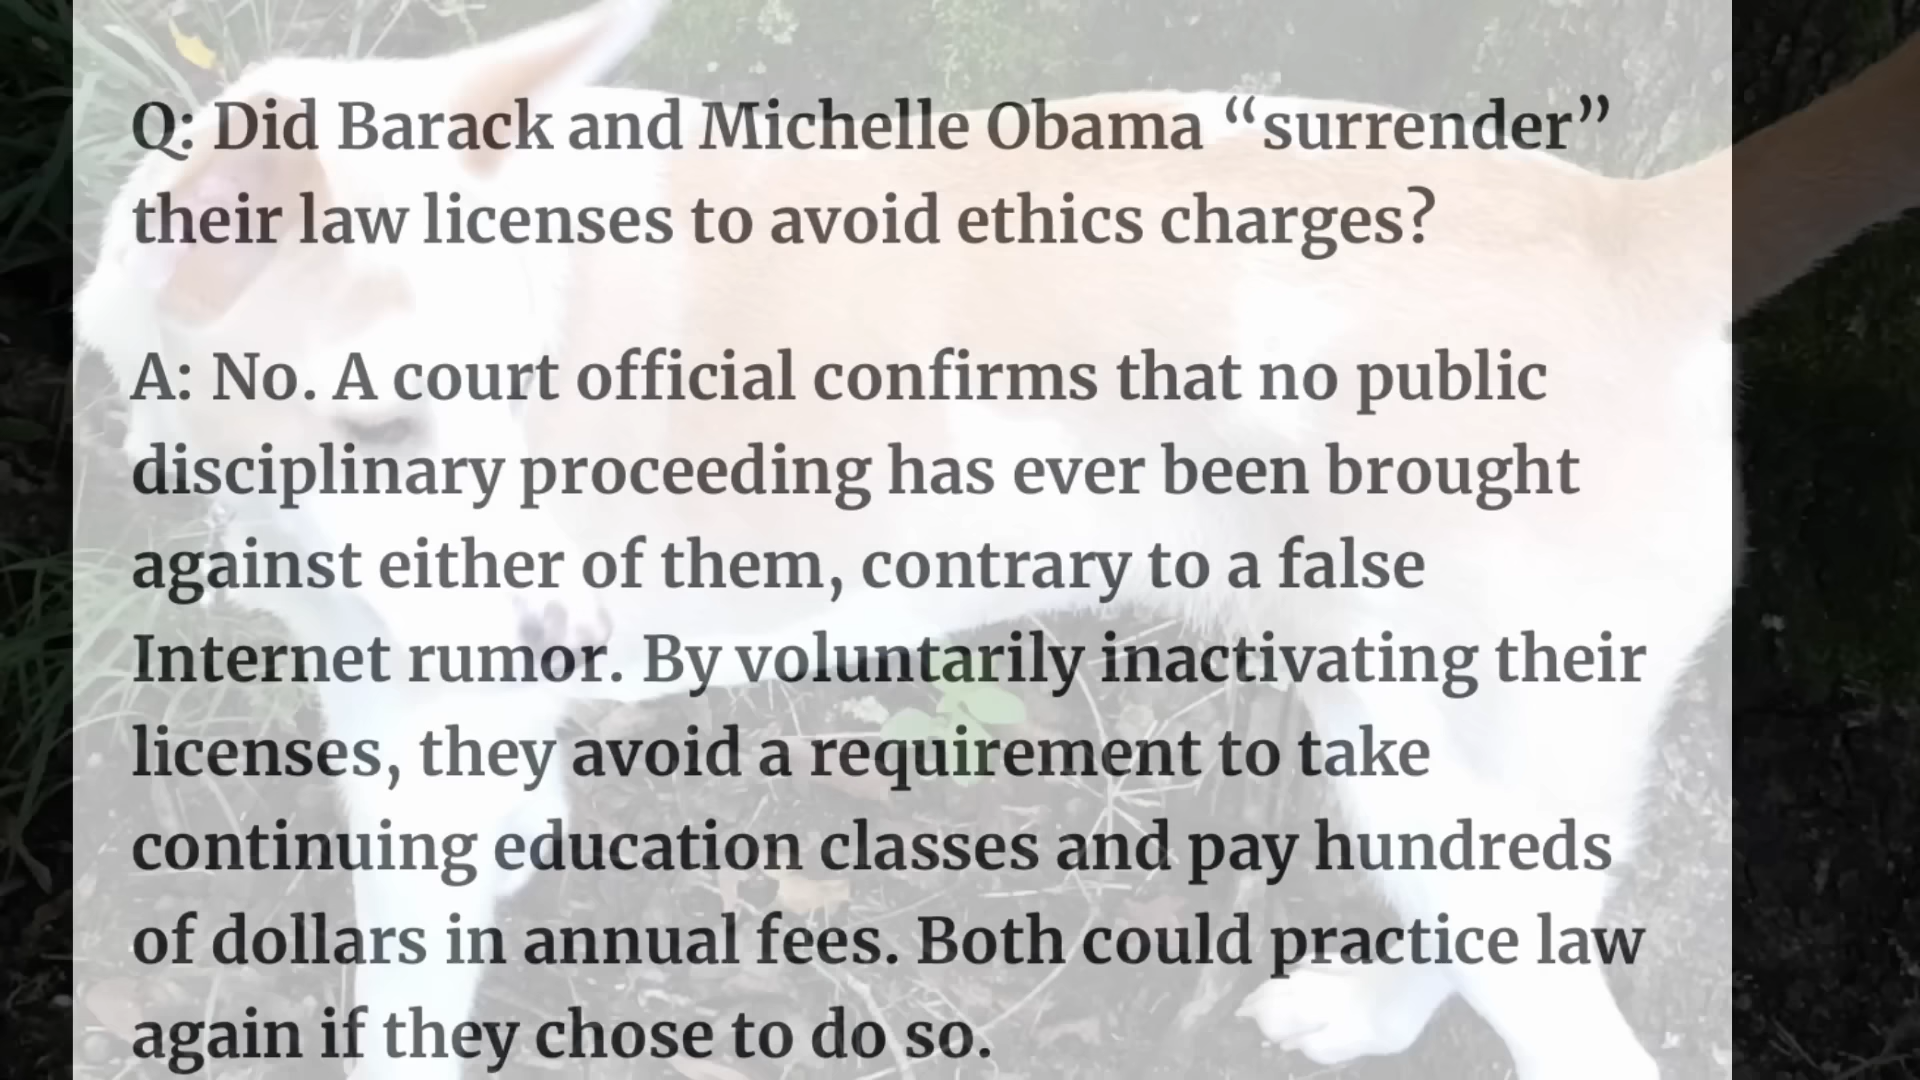 Q: Did Barack and Michelle Obama “surrender”
their law licenses to avoid ethics charges?
A: No. A court official confirms that no public
disciplinary proceeding has ever been brought
against either of them, contrary to a false
Internet rumor. By voluntarily inactivating their
licenses, they avoid a requirement to take
continuing education classes and pay hundreds
of dollars in annual fees. Both could practice law
again if they chose to do so.